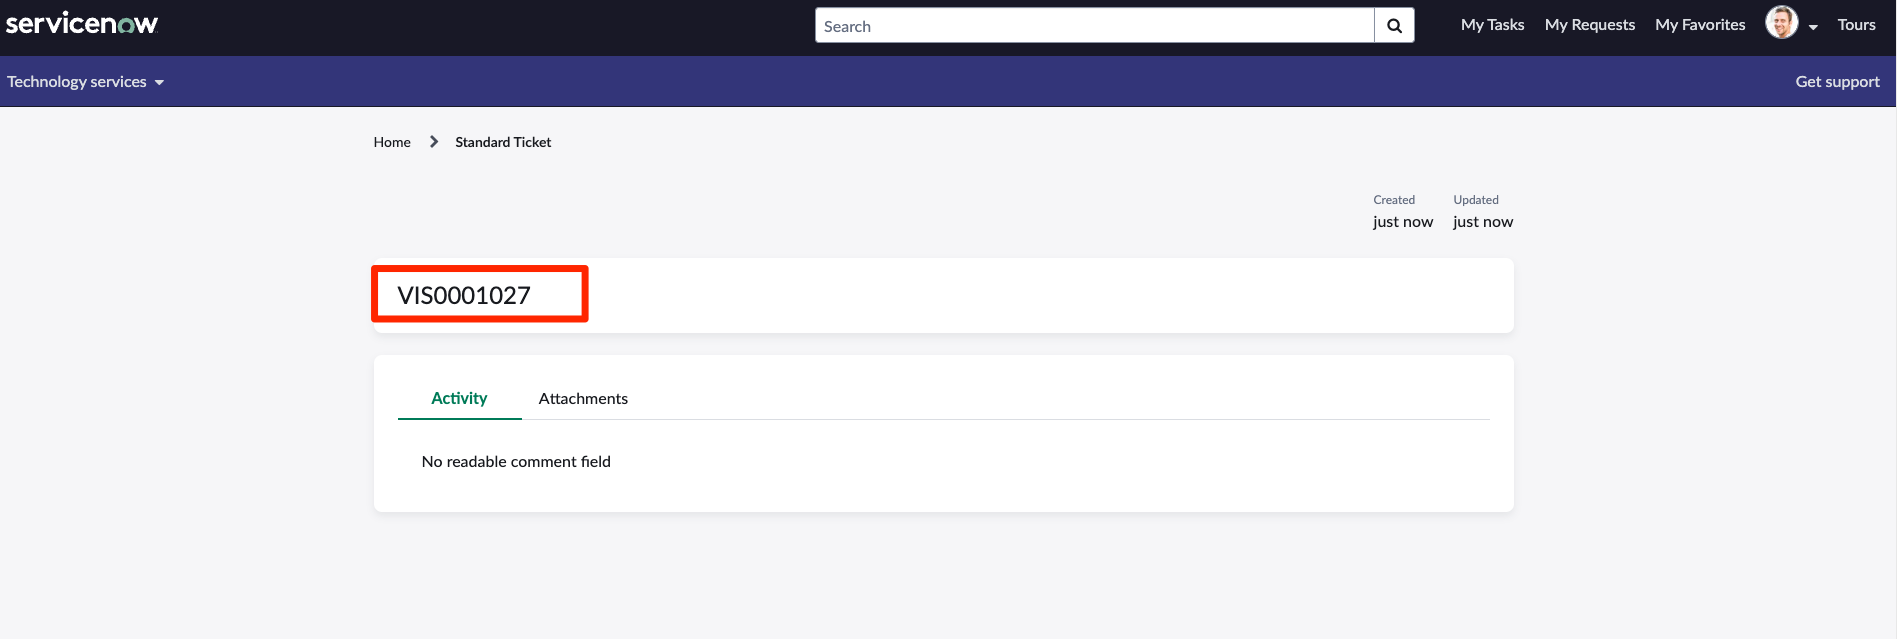 servicenow
Search
My Tasks
My Requests
My Favorites
Tours
Technology services
Get support
Home
Standard Ticket
Created
Updated
just now
just now
VIS0001027
Activity
Attachments
No readable comment field